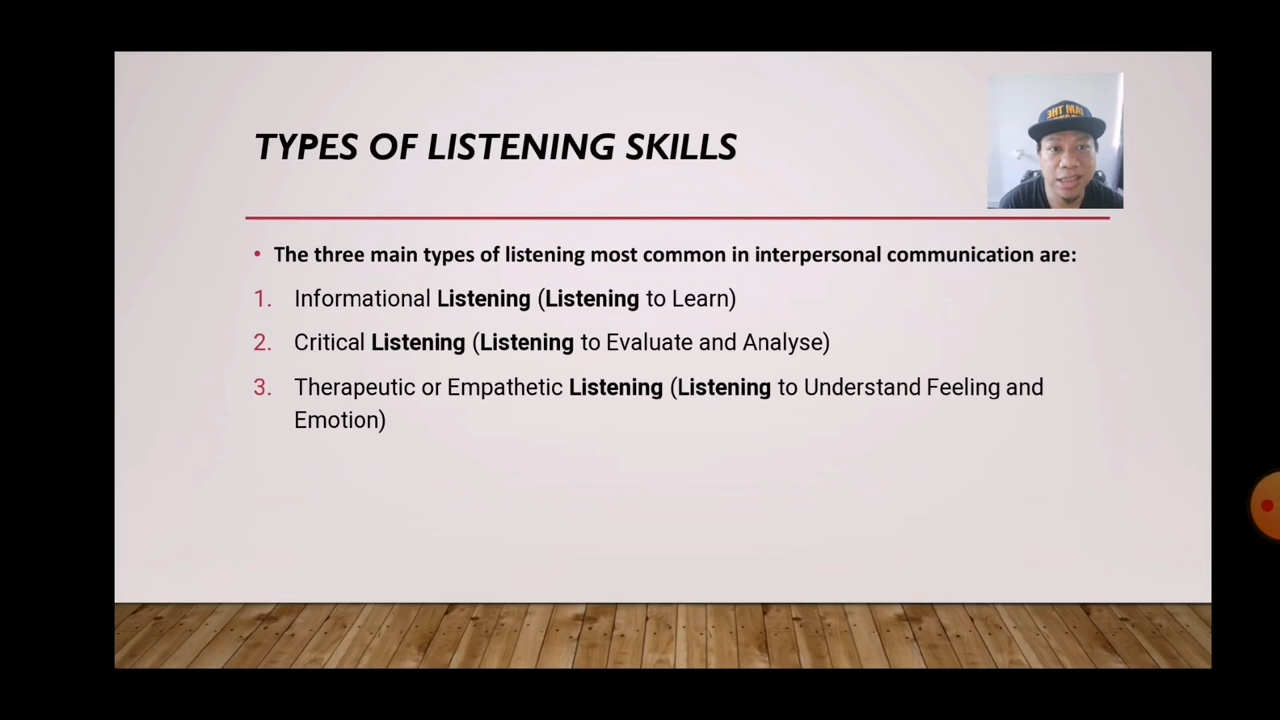 TYPES OF LISTENING SKILLS
• The three main types of listening most common in interpersonal communication are:
1. Informational Listening (Listening to Learn)
2. Critical Listening (Listening to Evaluate and Analyse)
3. Therapeutic or Empathetic Listening (Listening to Understand Feeling and
Emotion)